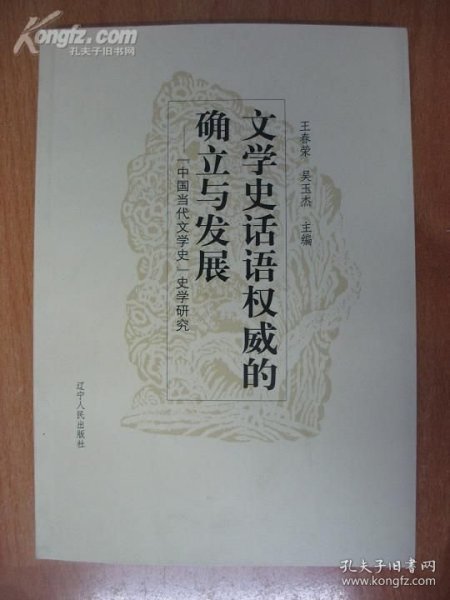 Kongfz.com
孔夫子旧书网
王春荣 吴玉杰 主编
文学史话语权威的
确立与发展
——「中国当代文学史」史学研究
辽宁人民出版社
孔夫子旧书网
www.kongfz.com